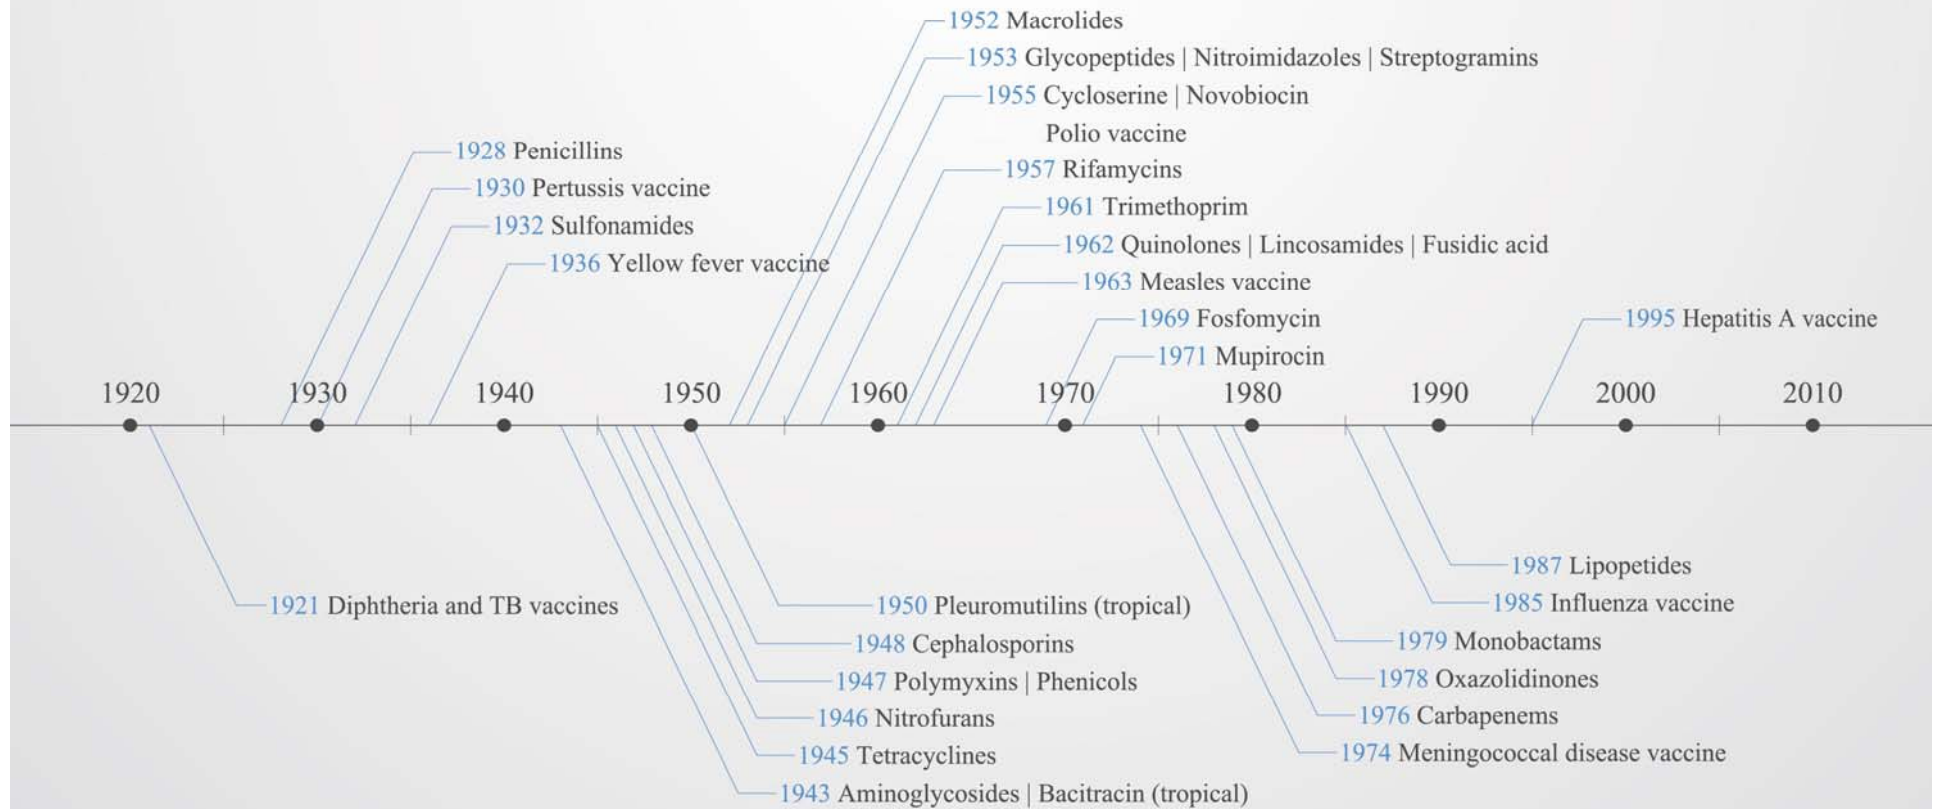 1952 Macrolides
1953 Glycopeptides | Nitroimidazoles | Streptogramins
1955 Cycloserine | Novobiocin
Polio vaccine
1928 Penicillins
1957 Rifamycins
1930 Pertussis vaccine
1961 Trimethoprim
1932 Sulfonamides
1962 Quinolones | Lincosamides | Fusidic acid
1936 Yellow fever vaccine
1963 Measles vaccine
1969 Fosfomycin
1995 Hepatitis A vaccine
1971 Mupirocin
1920 1930 1940 1950 1960 1970 1980 1990 2000 2010
1987 Lipopetides
1921 Diphtheria and TB vaccines
1950 Pleuromutilins (tropical)
1985 Influenza vaccine
1948 Cephalosporins
1979 Monobactams
1947 Polymyxins | Phenicols
1978 Oxazolidinones
1946 Nitrofurans
1976 Carbapenems
1945 Tetracyclines
1974 Meningococcal disease vaccine
1943 Aminoglycosides | Bacitracin (tropical)